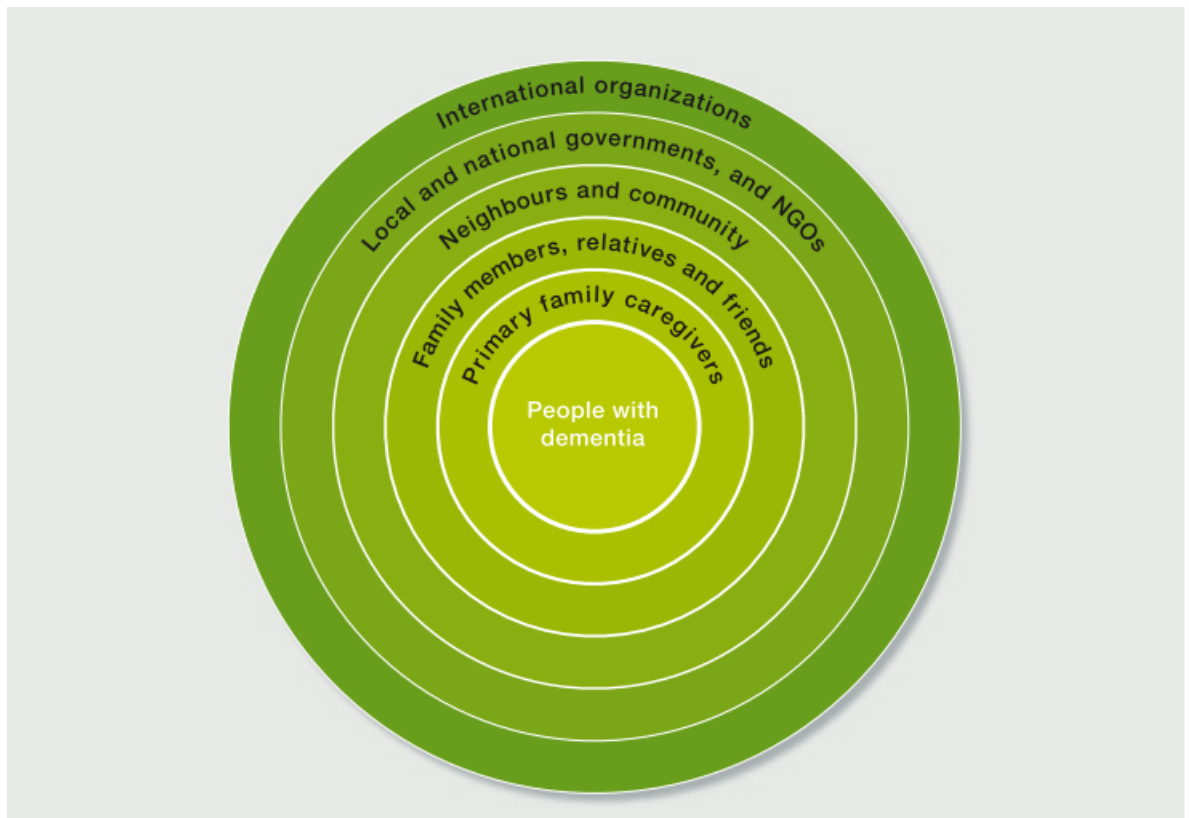 International organizations
Local and national governments, and NGOs
Neighbours and community
Family members, relatives and friends
Primary family caregivers
People with
dementia